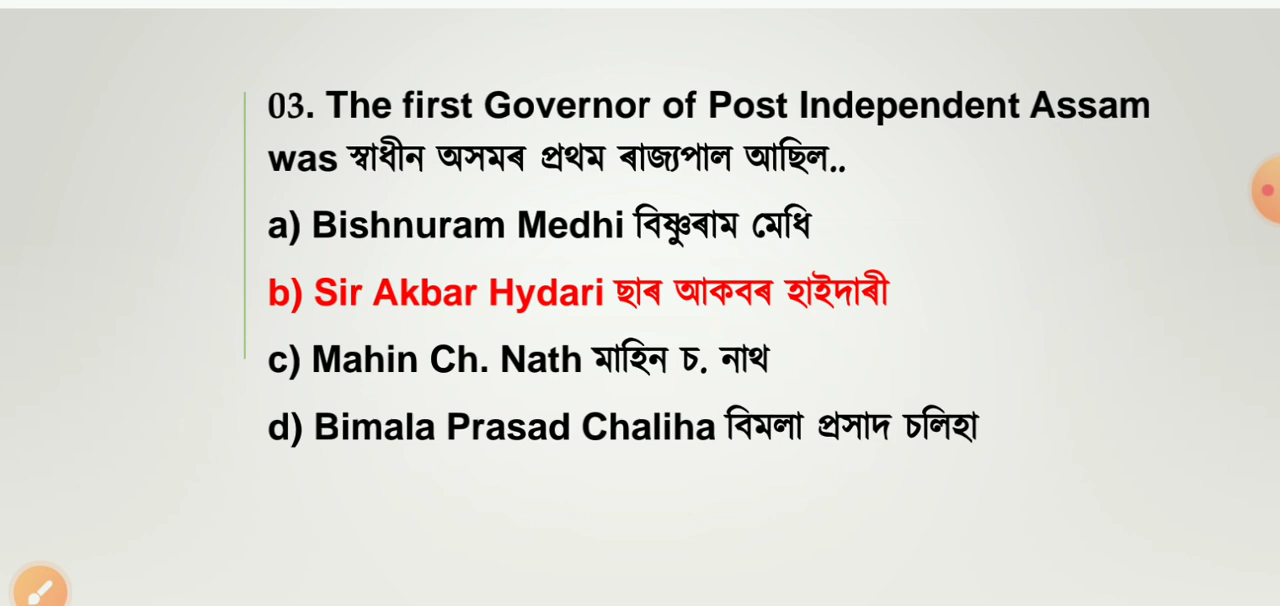 03. The first Governor of Post Independent Assam
was স্বাধীন অসমৰ প্ৰথম ৰাজ্যপাল আছিল..
a) Bishnuram Medhi বিষ্ণুৰাম মেধি
b) Sir Akbar Hydari ছাৰ আকবৰ হাইদাৰী
c) Mahin Ch. Nath মাহিন চ. নাথ
d) Bimala Prasad Chaliha বিমলা প্ৰসাদ চলিহা